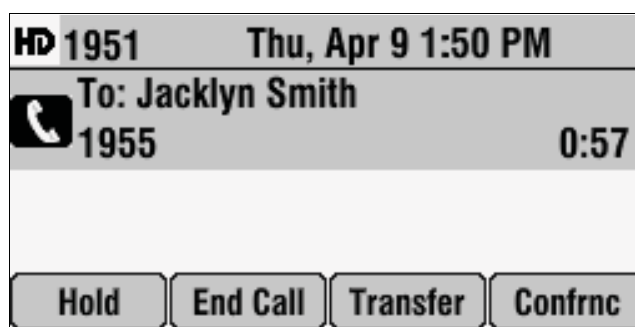 HD 1951 Thu, Apr 9 1:50 PM
To: Jacklyn Smith
1955 0:57
Hold End Call Transfer Confrnc